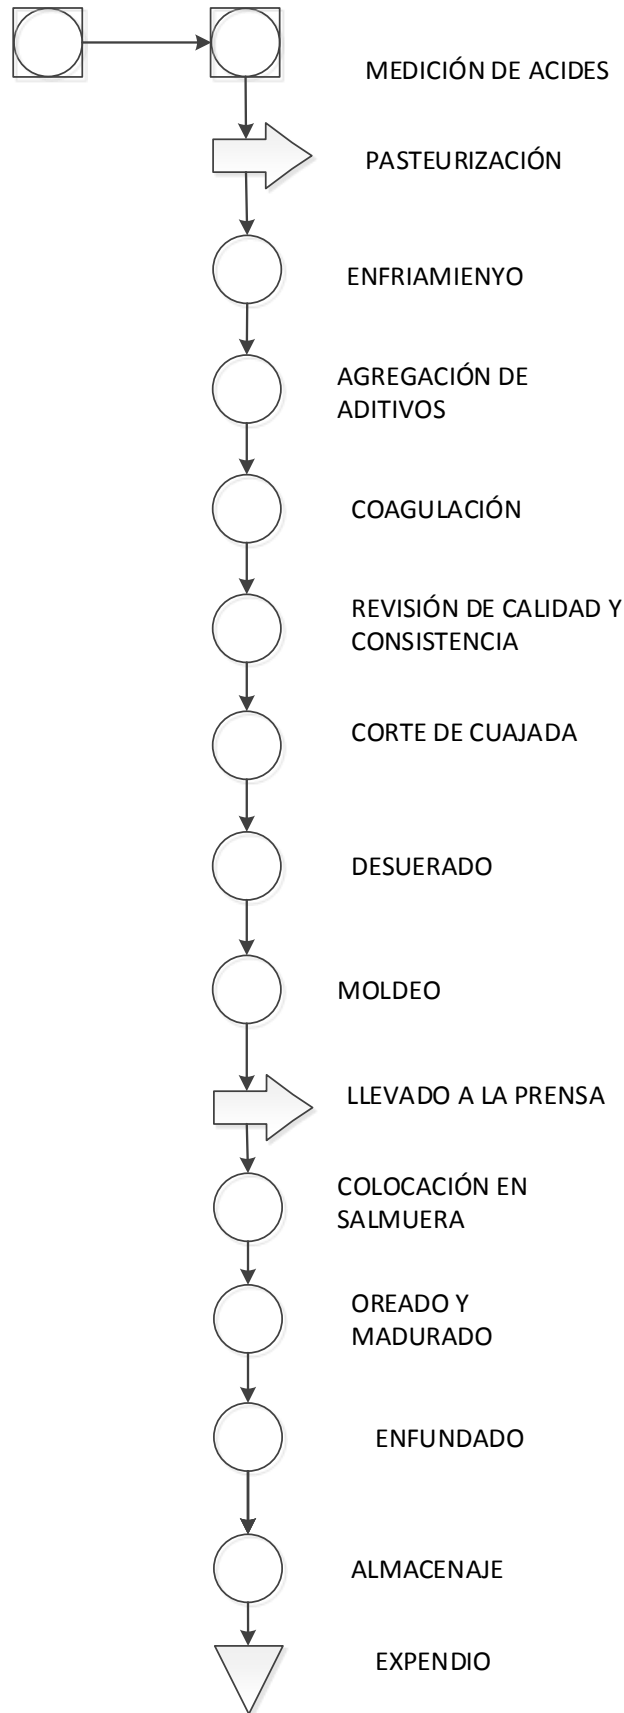 MEDICIÓN DE ACIDES
PASTEURIZACIÓN
ENFRIAMIENYO
AGREGACIÓN DE
ADITIVOS
COAGULACIÓN
REVISIÓN DE CALIDAD Y
CONSISTENCIA
CORTE DE CUAJADA
DESUERADO
MOLDEO
LLEVADO A LA PRENSA
COLOCACIÓN EN
SALMUERA
OREADO Y
MADURADO
ENFUNDADO
ALMACENAJE
EXPENDIO